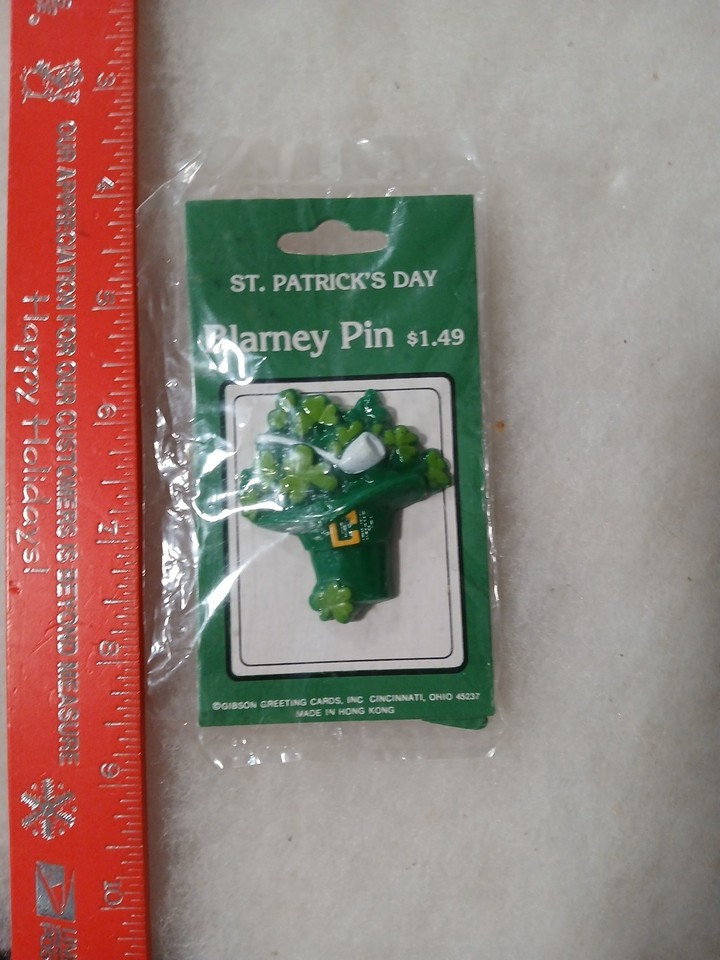 ST. PATRICK'S DAY
Blarney Pin $1.49
©GIBSON GREETING CARDS, INC CINCINNATI, OHIO 45237
MADE IN HONG KONG
3
4
5
6
7
8
9
10
OUR APPRECIATION FOR OUR CUSTOMERS IS BEYOND MEASURE
Happy Holidays!